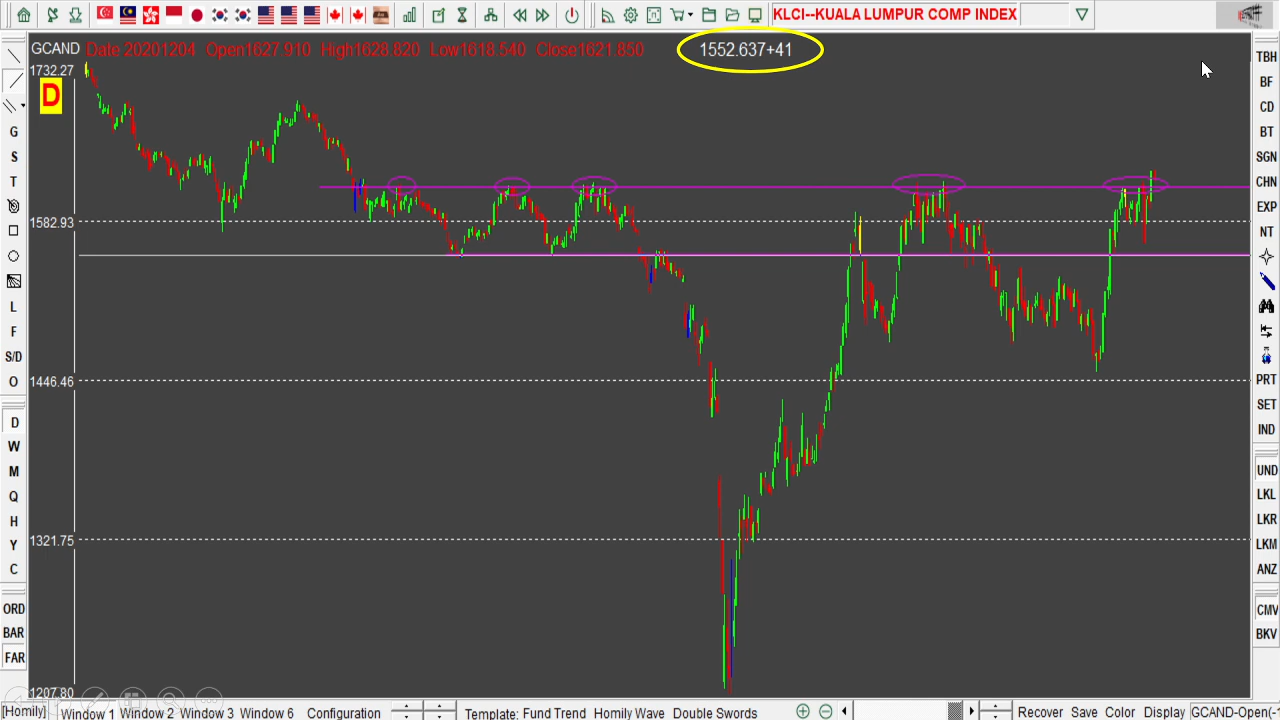 KLCI--KUALA LUMPUR COMP INDEX
GCAND Date 20201204 Open1627.910 High1628.820 Low1618.540 Close1621.850 1552.637+41
1732.27
D
1582.93
1446.46
1321.75
1207.80
G
S
T
L
F
S/D
O
D
W
M
Q
H
Y
C
ORD
BAR
FAR
TBH
BF
CD
BT
SGN
CHN
EXP
NT
PRT
SET
IND
UND
LKL
LKR
LKM
ANZ
CMV
BKV
[Homily] Window 1 Window 2 Window 3 Window 6 Configuration Template: Fund Trend Homily Wave Double Swords Recover Save Color Display GCAND-Open(-1